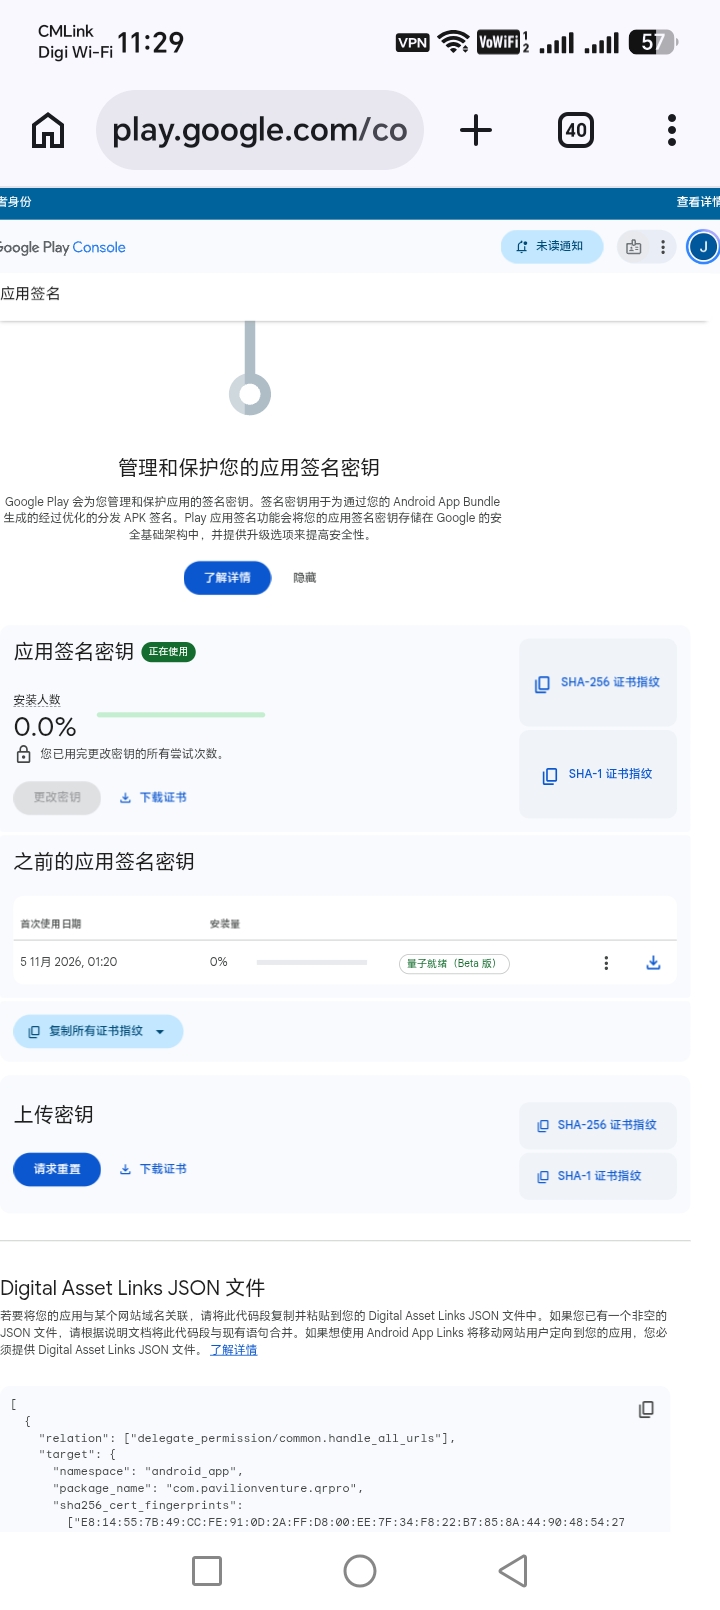 CMLink
Digi Wi-Fi
11:29
VPN
VoWiFi 1 2
57
play.google.com/co
40
者身份
查看详情
Google Play Console
未读通知
J
应用签名
管理和保护您的应用签名密钥
Google Play 会为您管理和保护应用的签名密钥。签名密钥用于为通过您的 Android App Bundle
生成的经过优化的分发 APK 签名。Play 应用签名功能会将您的应用签名密钥存储在 Google 的安
全基础架构中，并提供升级选项来提高安全性。
了解详情
隐藏
应用签名密钥
正在使用
SHA-256 证书指纹
安装人数
0.0%
您已用完更改密钥的所有尝试次数。
SHA-1 证书指纹
更改密钥
下载证书
之前的应用签名密钥
首次使用日期
安装量
5 11月 2026, 01:20
0%
量子就绪（Beta 版）
复制所有证书指纹
上传密钥
SHA-256 证书指纹
请求重置
下载证书
SHA-1 证书指纹
Digital Asset Links JSON 文件
若要将您的应用与某个网站域名关联，请将此代码段复制并粘贴到您的 Digital Asset Links JSON 文件中。如果您已有一个非空的
JSON 文件，请根据说明文档将此代码段与现有语句合并。如果想使用 Android App Links 将移动网站用户定向到您的应用，您必
须提供 Digital Asset Links JSON 文件。 了解详情
[
{
"relation": ["delegate_permission/common.handle_all_urls"],
"target": {
"namespace": "android_app",
"package_name": "com.pavilionventure.qrpro",
"sha256_cert_fingerprints":
["E8:14:55:7B:49:CC:FE:91:0D:2A:FF:D8:00:EE:7F:34:F8:22:B7:85:8A:44:90:48:54:27